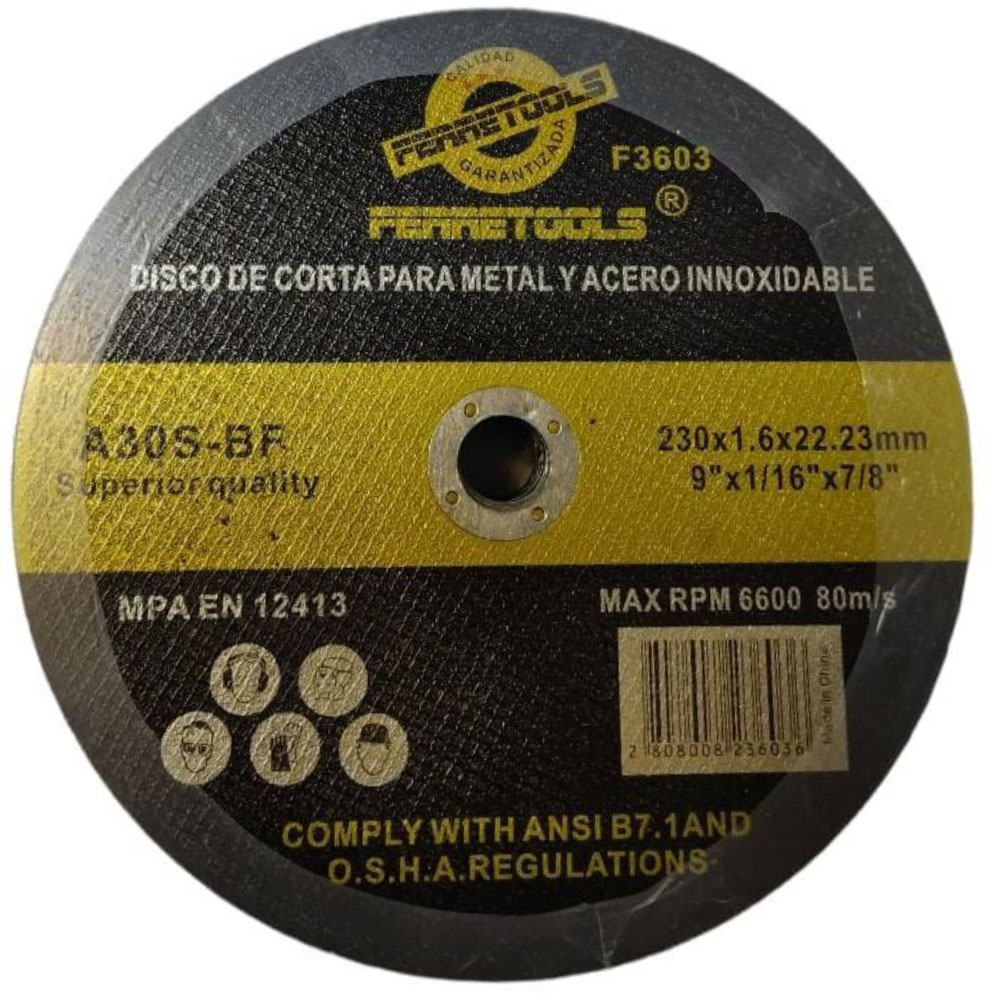 CALIDAD
FERRETOOLS
GARANTIZADA
F3603
FERRETOOLS®
DISCO DE CORTA PARA METAL Y ACERO INNOXIDABLE
A30S-BF
Superior quality
230x1.6x22.23mm
9"x1/16"x7/8"
MPA EN 12413
MAX RPM 6600 80m/s
Made in China
2 808008 236036
COMPLY WITH ANSI B7.1AND
O.S.H.A.REGULATIONS